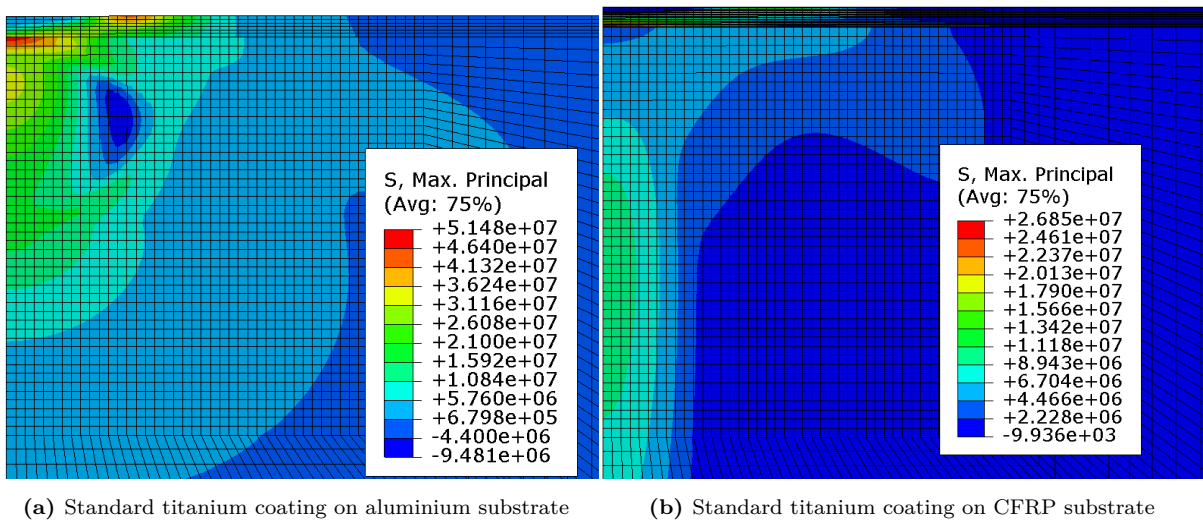 S, Max. Principal
(Avg: 75%)
+5.148e+07
+4.640e+07
+4.132e+07
+3.624e+07
+3.116e+07
+2.608e+07
+2.100e+07
+1.592e+07
+1.084e+07
+5.760e+06
+6.798e+05
-4.400e+06
-9.481e+06
S, Max. Principal
(Avg: 75%)
+2.685e+07
+2.461e+07
+2.237e+07
+2.013e+07
+1.790e+07
+1.566e+07
+1.342e+07
+1.118e+07
+8.943e+06
+6.704e+06
+4.466e+06
+2.228e+06
-9.936e+03
(a) Standard titanium coating on aluminium substrate
(b) Standard titanium coating on CFRP substrate